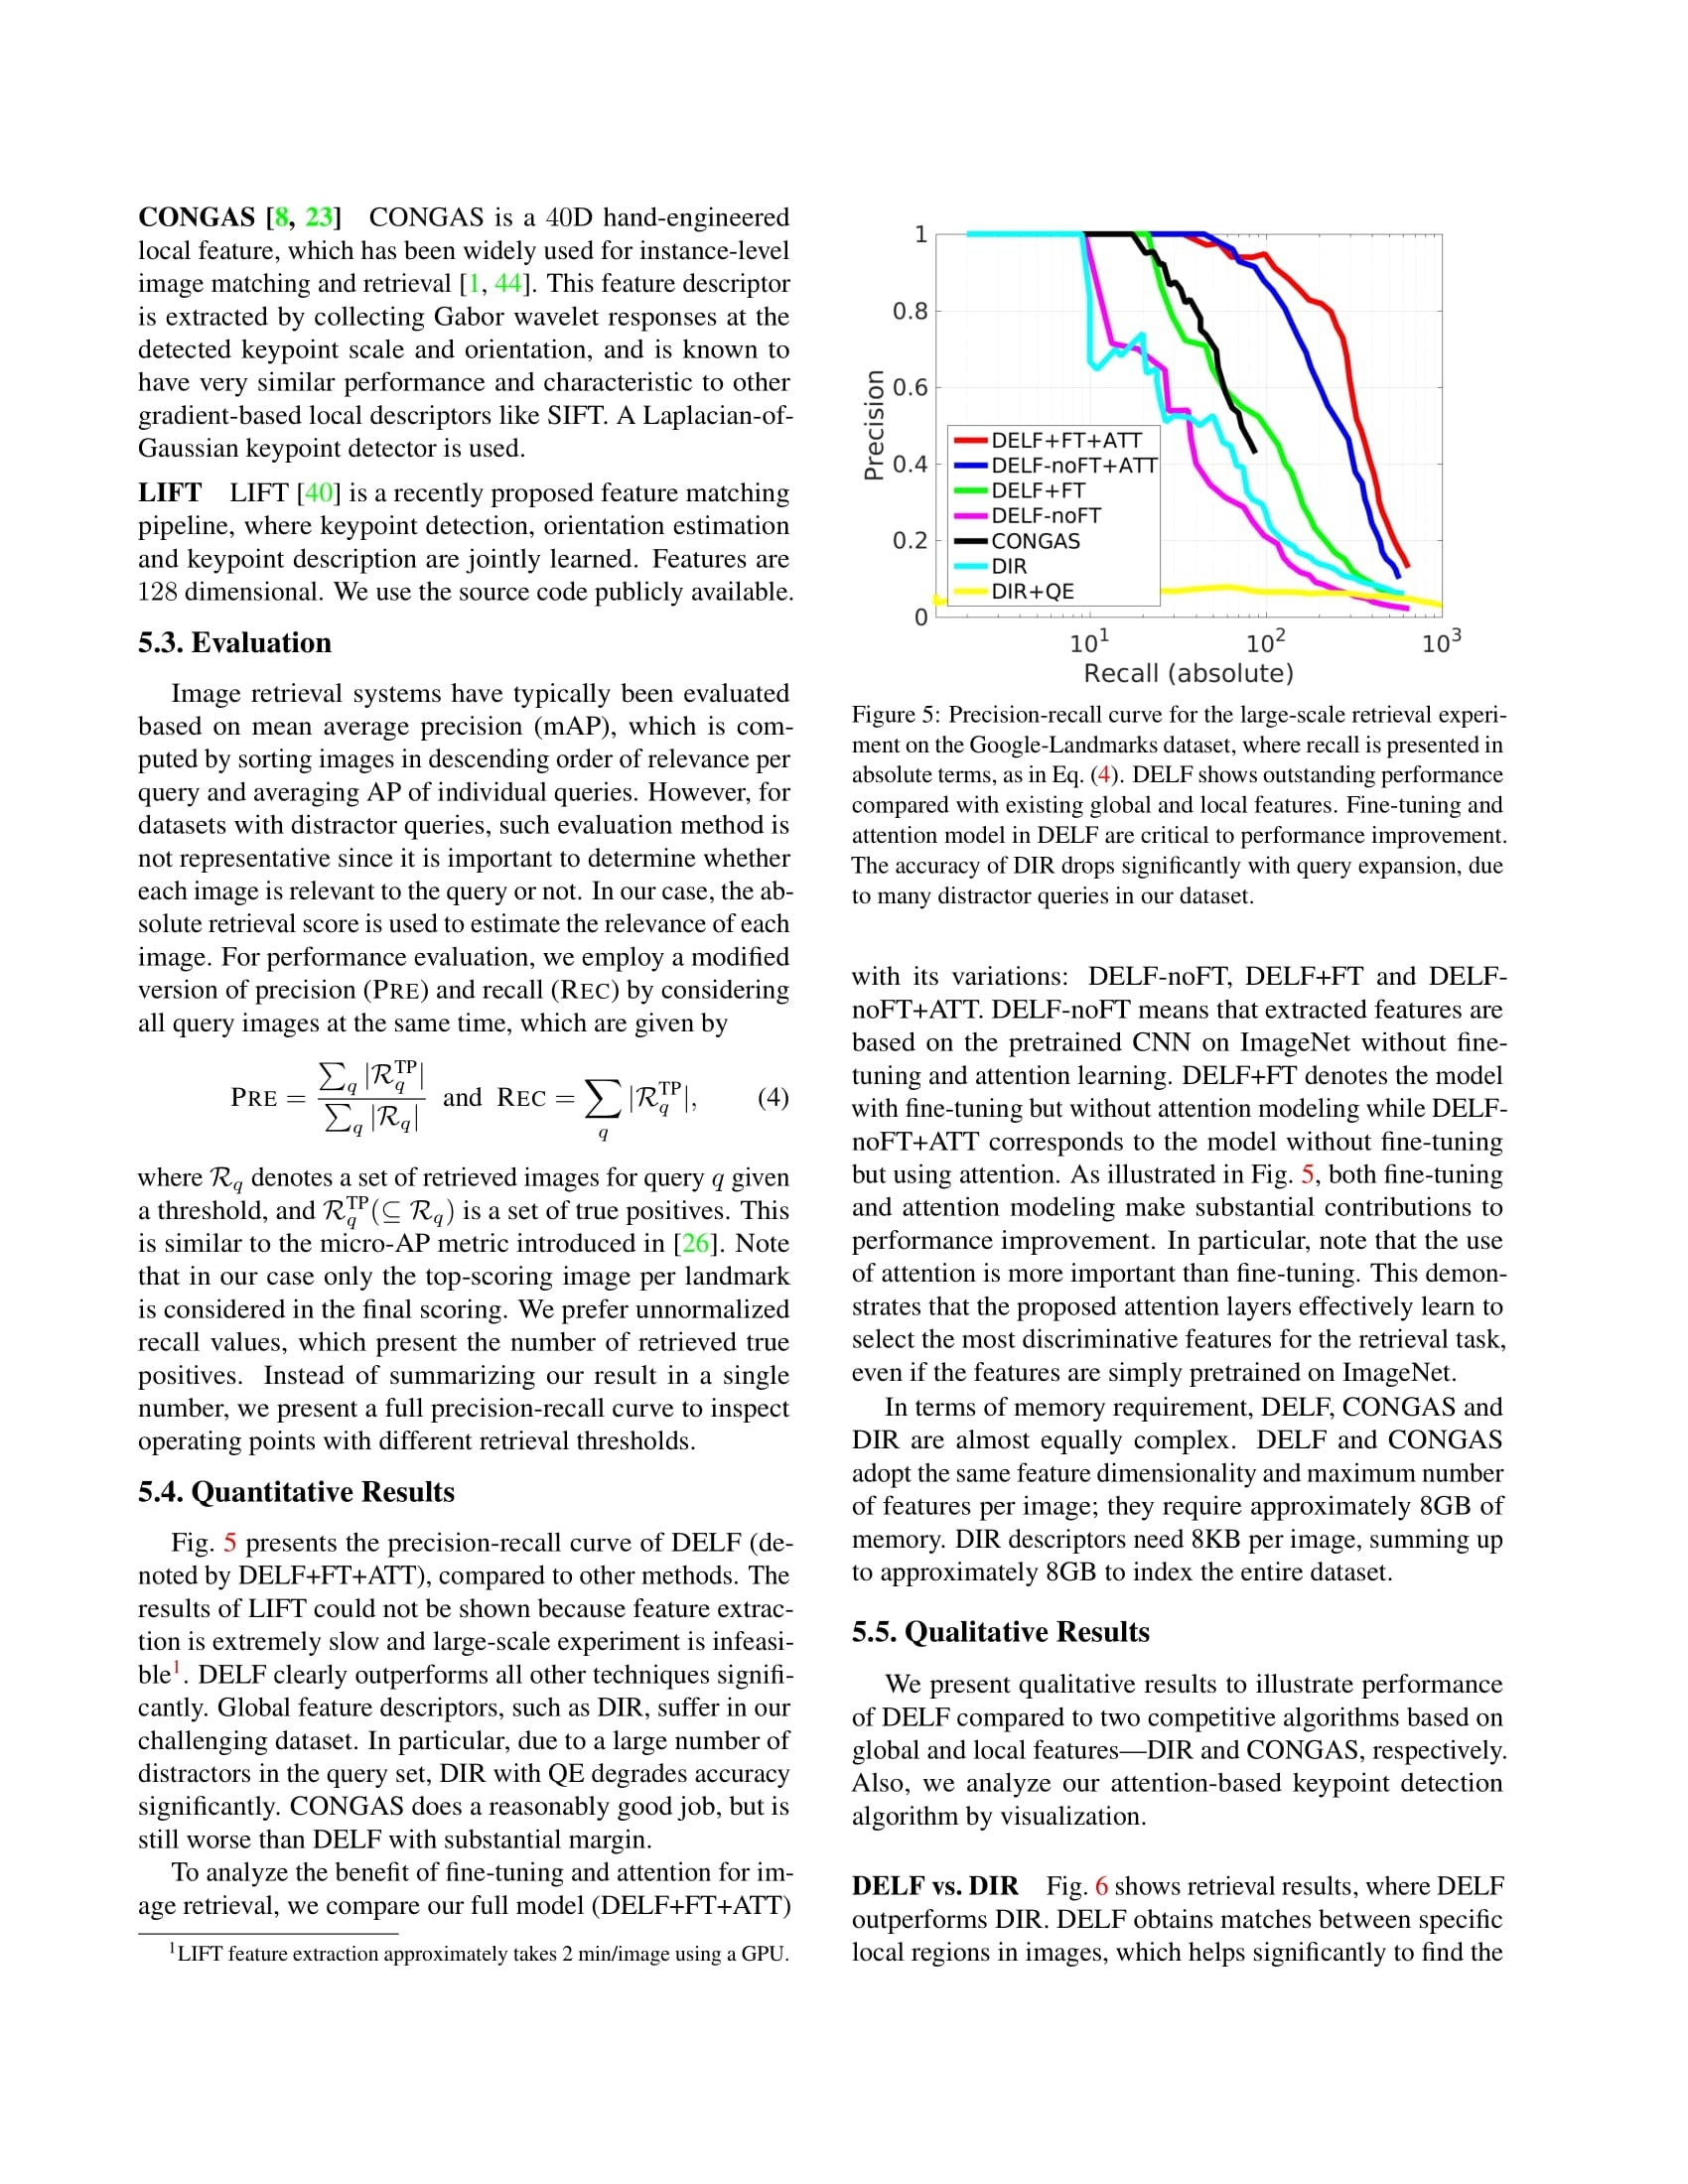 CONGAS [8, 23] CONGAS is a 40D hand-engineered
local feature, which has been widely used for instance-level
image matching and retrieval [1, 44]. This feature descriptor
is extracted by collecting Gabor wavelet responses at the
detected keypoint scale and orientation, and is known to
have very similar performance and characteristic to other
gradient-based local descriptors like SIFT. A Laplacian-of-
Gaussian keypoint detector is used.
LIFT LIFT [40] is a recently proposed feature matching
pipeline, where keypoint detection, orientation estimation
and keypoint description are jointly learned. Features are
128 dimensional. We use the source code publicly available.
5.3. Evaluation
Image retrieval systems have typically been evaluated
based on mean average precision (mAP), which is com-
puted by sorting images in descending order of relevance per
query and averaging AP of individual queries. However, for
datasets with distractor queries, such evaluation method is
not representative since it is important to determine whether
each image is relevant to the query or not. In our case, the ab-
solute retrieval score is used to estimate the relevance of each
image. For performance evaluation, we employ a modified
version of precision (PRE) and recall (REC) by considering
all query images at the same time, which are given by
PRE = ∑q |Rq^TP| / ∑q |Rq| and REC = ∑q |Rq^TP|, (4)
where Rq denotes a set of retrieved images for query q given
a threshold, and Rq^TP(⊆ Rq) is a set of true positives. This
is similar to the micro-AP metric introduced in [26]. Note
that in our case only the top-scoring image per landmark
is considered in the final scoring. We prefer unnormalized
recall values, which present the number of retrieved true
positives. Instead of summarizing our result in a single
number, we present a full precision-recall curve to inspect
operating points with different retrieval thresholds.
5.4. Quantitative Results
Fig. 5 presents the precision-recall curve of DELF (de-
noted by DELF+FT+ATT), compared to other methods. The
results of LIFT could not be shown because feature extrac-
tion is extremely slow and large-scale experiment is infeasi-
ble1. DELF clearly outperforms all other techniques signifi-
cantly. Global feature descriptors, such as DIR, suffer in our
challenging dataset. In particular, due to a large number of
distractors in the query set, DIR with QE degrades accuracy
significantly. CONGAS does a reasonably good job, but is
still worse than DELF with substantial margin.
To analyze the benefit of fine-tuning and attention for im-
age retrieval, we compare our full model (DELF+FT+ATT)
1LIFT feature extraction approximately takes 2 min/image using a GPU.
1
0.8
0.6
0.4
0.2
0
Precision
DELF+FT+ATT
DELF-noFT+ATT
DELF+FT
DELF-noFT
CONGAS
DIR
DIR+QE
10^1 10^2 10^3
Recall (absolute)
Figure 5: Precision-recall curve for the large-scale retrieval experi-
ment on the Google-Landmarks dataset, where recall is presented in
absolute terms, as in Eq. (4). DELF shows outstanding performance
compared with existing global and local features. Fine-tuning and
attention model in DELF are critical to performance improvement.
The accuracy of DIR drops significantly with query expansion, due
to many distractor queries in our dataset.
with its variations: DELF-noFT, DELF+FT and DELF-
noFT+ATT. DELF-noFT means that extracted features are
based on the pretrained CNN on ImageNet without fine-
tuning and attention learning. DELF+FT denotes the model
with fine-tuning but without attention modeling while DELF-
noFT+ATT corresponds to the model without fine-tuning
but using attention. As illustrated in Fig. 5, both fine-tuning
and attention modeling make substantial contributions to
performance improvement. In particular, note that the use
of attention is more important than fine-tuning. This demon-
strates that the proposed attention layers effectively learn to
select the most discriminative features for the retrieval task,
even if the features are simply pretrained on ImageNet.
In terms of memory requirement, DELF, CONGAS and
DIR are almost equally complex. DELF and CONGAS
adopt the same feature dimensionality and maximum number
of features per image; they require approximately 8GB of
memory. DIR descriptors need 8KB per image, summing up
to approximately 8GB to index the entire dataset.
5.5. Qualitative Results
We present qualitative results to illustrate performance
of DELF compared to two competitive algorithms based on
global and local features—DIR and CONGAS, respectively.
Also, we analyze our attention-based keypoint detection
algorithm by visualization.
DELF vs. DIR Fig. 6 shows retrieval results, where DELF
outperforms DIR. DELF obtains matches between specific
local regions in images, which helps significantly to find the